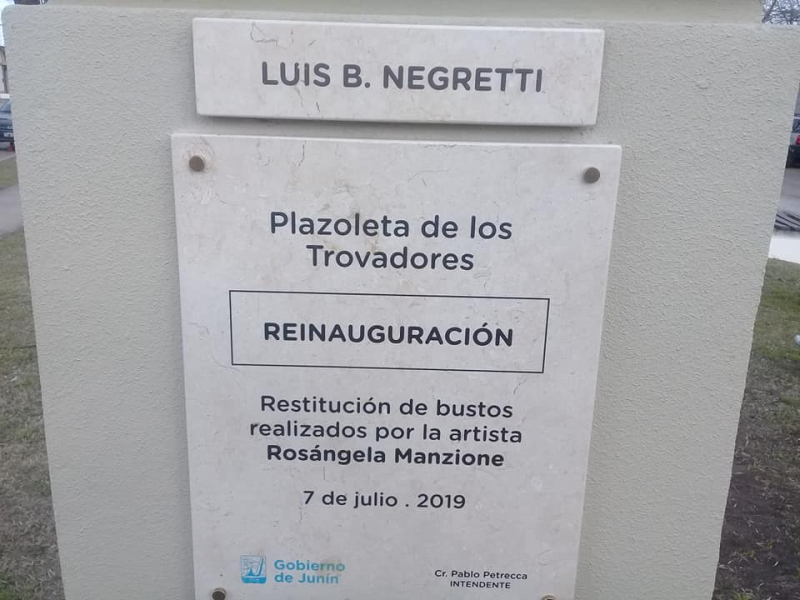 LUIS B. NEGRETTI
Plazoleta de los
Trovadores
REINAUGURACIÓN
Restitución de bustos
realizados por la artista
Rosángela Manzione
7 de julio . 2019
Gobierno
de Junín
Cr. Pablo Petrecca
INTENDENTE